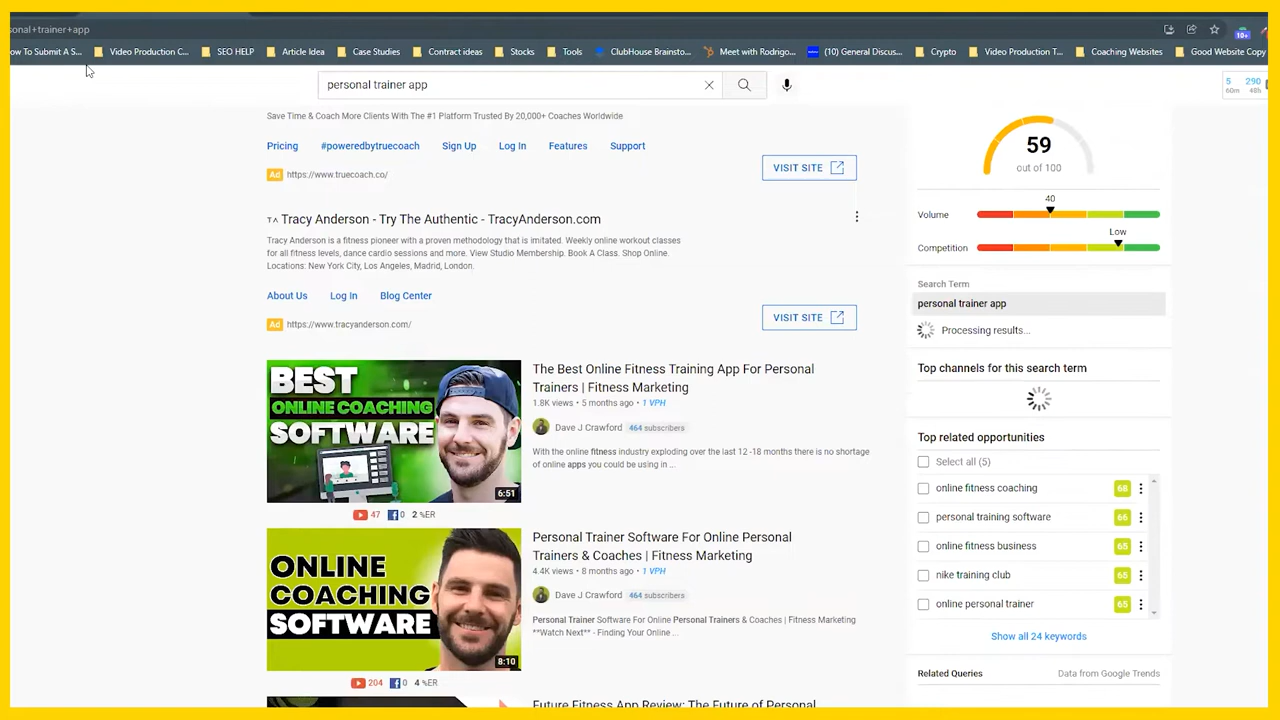 sonal+trainer+app
10+
ow To Submit A S... Video Production C... SEO HELP Article Idea Case Studies Contract ideas Stocks Tools ClubHouse Brainsto... Meet with Rodrigo... (10) General Discus... Crypto Video Production T... Coaching Websites Good Website Copy
personal trainer app
5 290
60m 48h
Save Time & Coach More Clients With The #1 Platform Trusted By 20,000+ Coaches Worldwide
Pricing #poweredbytruecoach Sign Up Log In Features Support
VISIT SITE
Ad https://www.truecoach.co/
TA Tracy Anderson - Try The Authentic - TracyAnderson.com
Tracy Anderson is a fitness pioneer with a proven methodology that is imitated. Weekly online workout classes
for all fitness levels, dance cardio sessions and more. View Studio Membership. Book A Class. Shop Online.
Locations: New York City, Los Angeles, Madrid, London.
About Us Log In Blog Center
VISIT SITE
Ad https://www.tracyanderson.com/
BEST
ONLINE COACHING
SOFTWARE
6:51
The Best Online Fitness Training App For Personal
Trainers | Fitness Marketing
1.8K views • 5 months ago • 1 VPH
Dave J Crawford 464 subscribers
With the online fitness industry exploding over the last 12 -18 months there is no shortage
of online apps you could be using in ...
47 0 2 %ER
ONLINE
COACHING
SOFTWARE
8:10
Personal Trainer Software For Online Personal
Trainers & Coaches | Fitness Marketing
4.4K views • 8 months ago • 1 VPH
Dave J Crawford 464 subscribers
Personal Trainer Software For Online Personal Trainers & Coaches | Fitness Marketing
**Watch Next** - Finding Your Online ...
204 0 4 %ER
Future Fitness App Review: The Future of Personal
59
out of 100
40
Volume
Low
Competition
Search Term
personal trainer app
Processing results...
Top channels for this search term
Top related opportunities
Select all (5)
online fitness coaching 68
personal training software 66
online fitness business 65
nike training club 65
online personal trainer 65
Show all 24 keywords
Related Queries Data from Google Trends